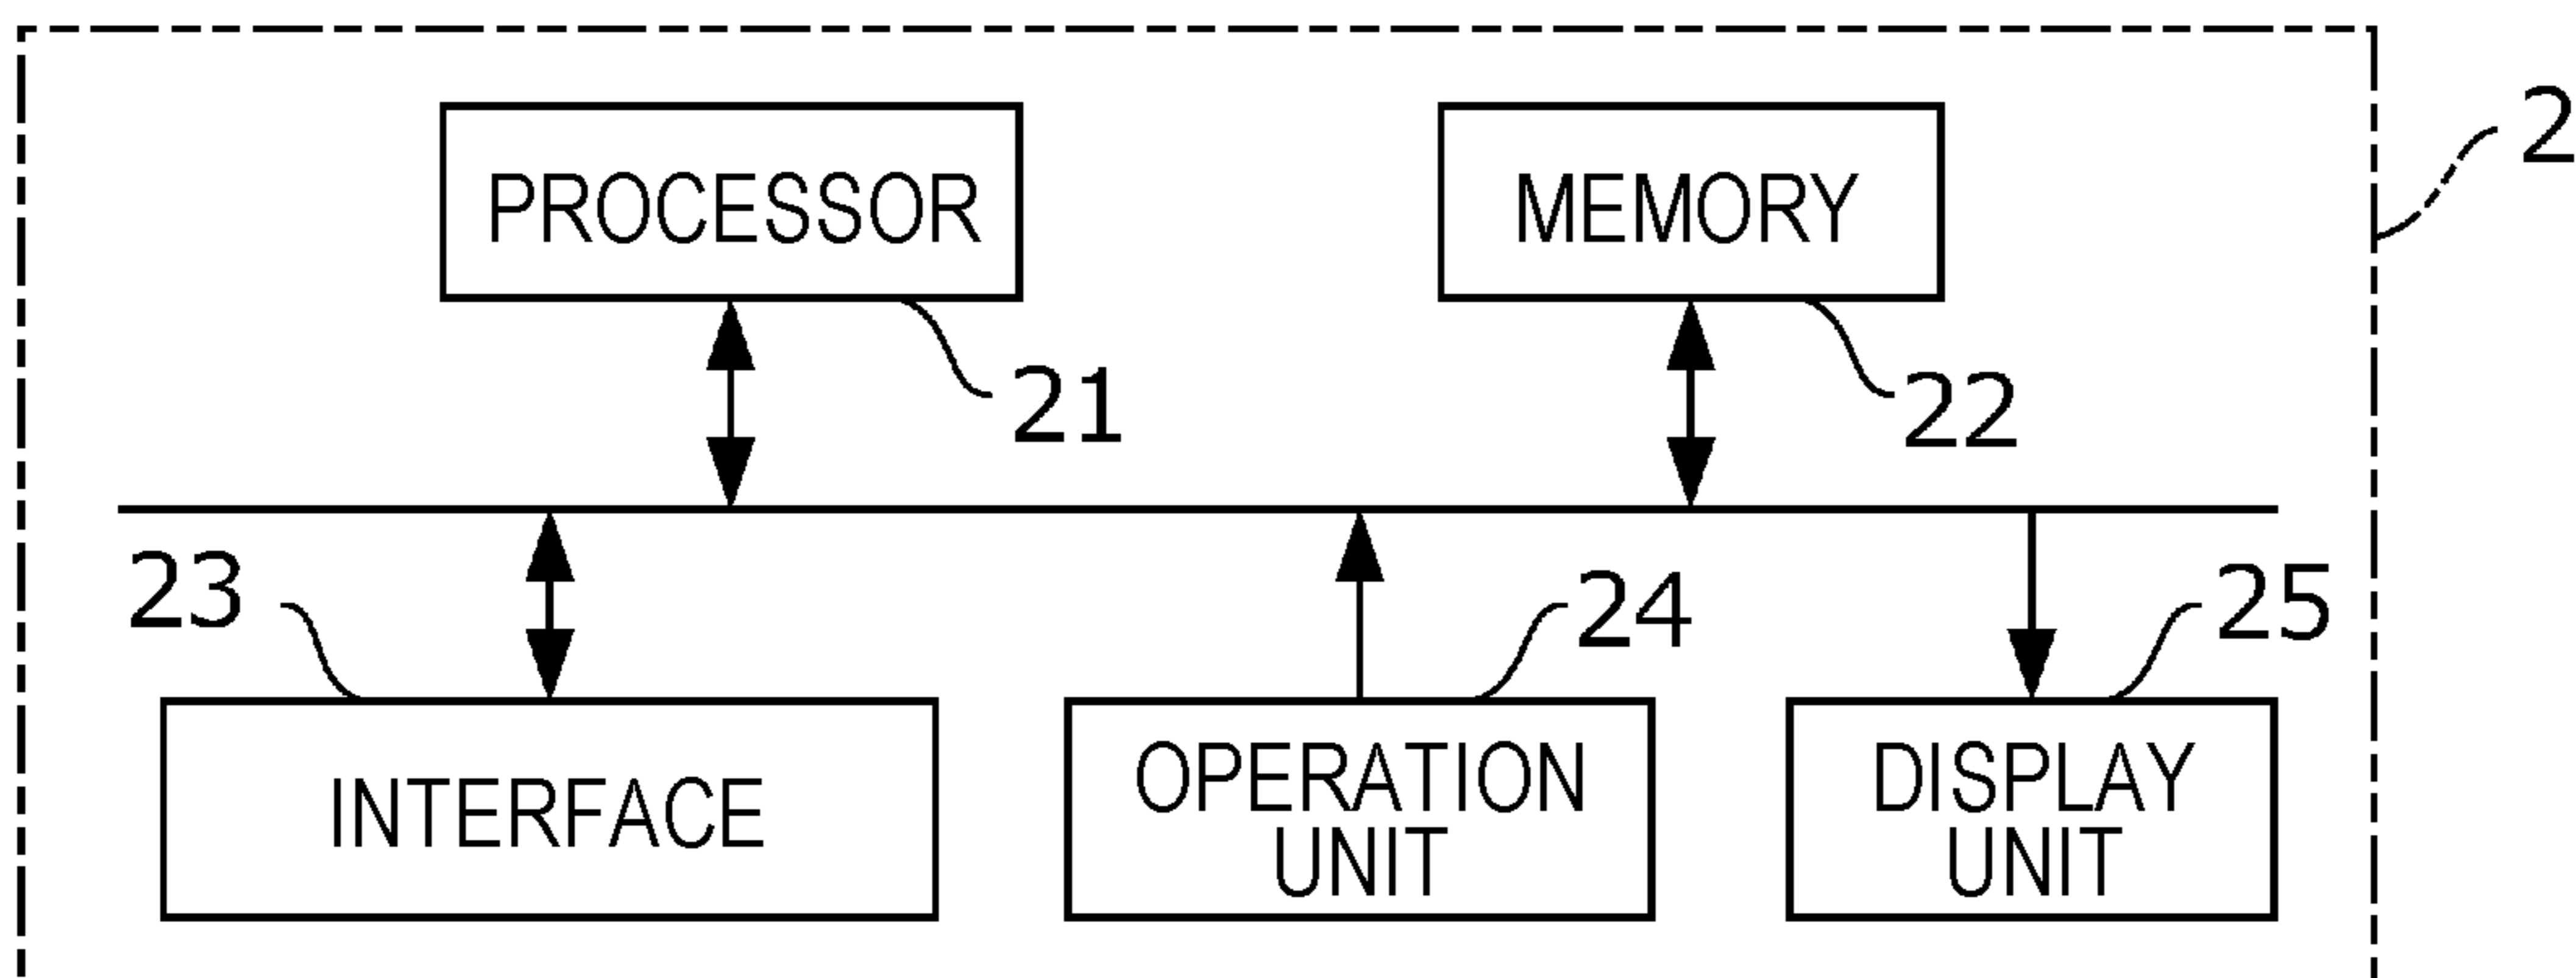 2
PROCESSOR
MEMORY
21
22
23
24
25
INTERFACE
OPERATION
UNIT
DISPLAY
UNIT